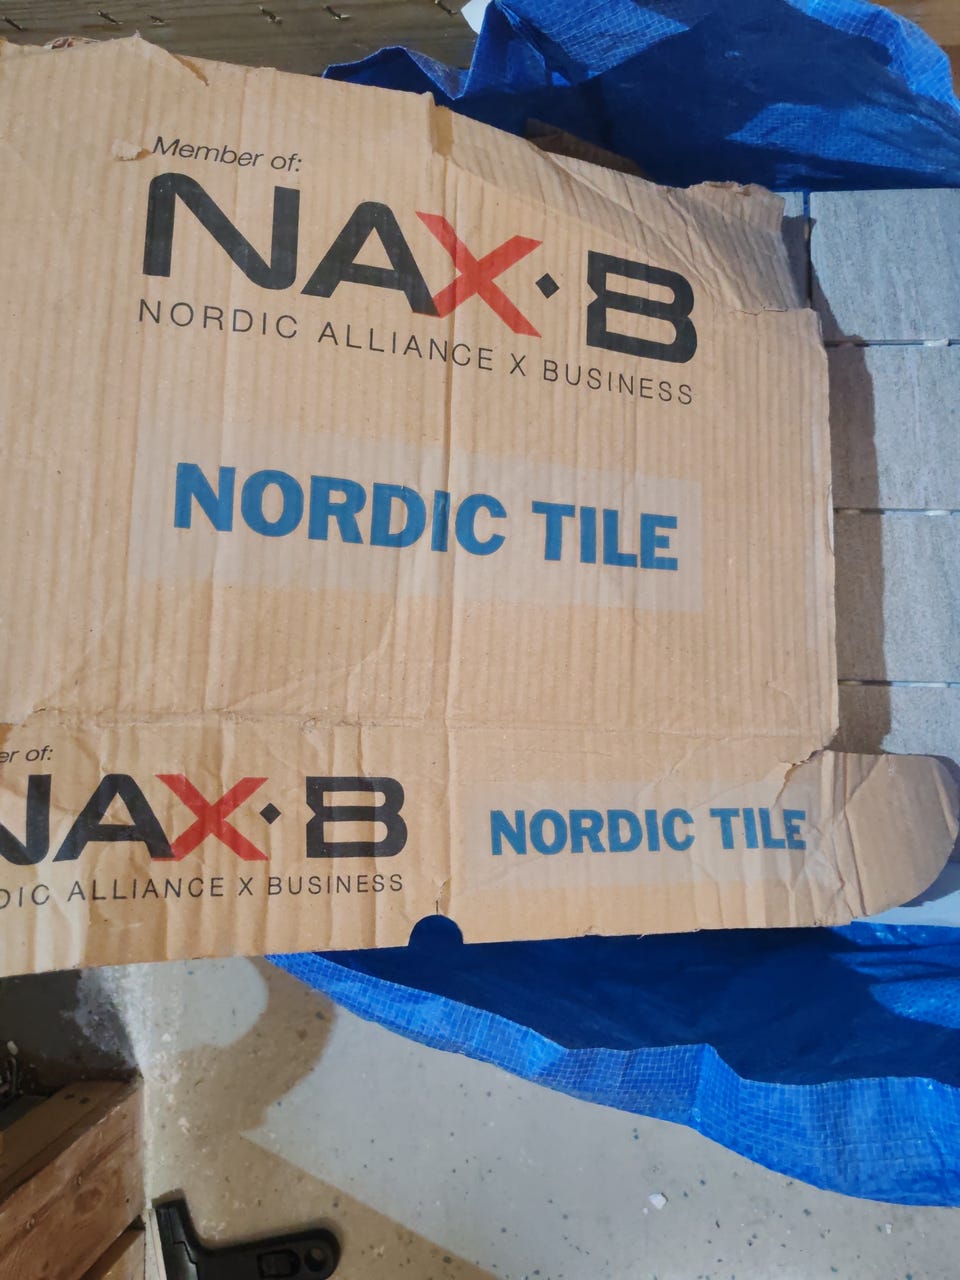 Member of:
NAX·B
NORDIC ALLIANCE X BUSINESS
NORDIC TILE
er of:
NAX·B
DIC ALLIANCE X BUSINESS
NORDIC TILE